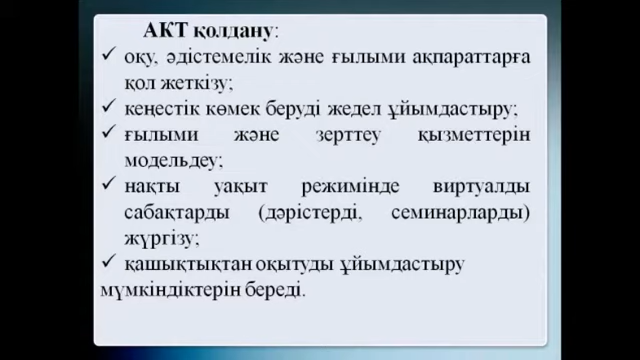 АКТ қолдану:
✓ оқу, әдістемелік және ғылыми ақпараттарға
қол жеткізу;
✓ кеңестік көмек беруді жедел ұйымдастыру;
✓ ғылыми және зерттеу қызметтерін
модельдеу;
✓ нақты уақыт режимінде виртуалды
сабақтарды (дәрістерді, семинарларды)
жүргізу;
✓ қашықтықтан оқытуды ұйымдастыру
мүмкіндіктерін береді.